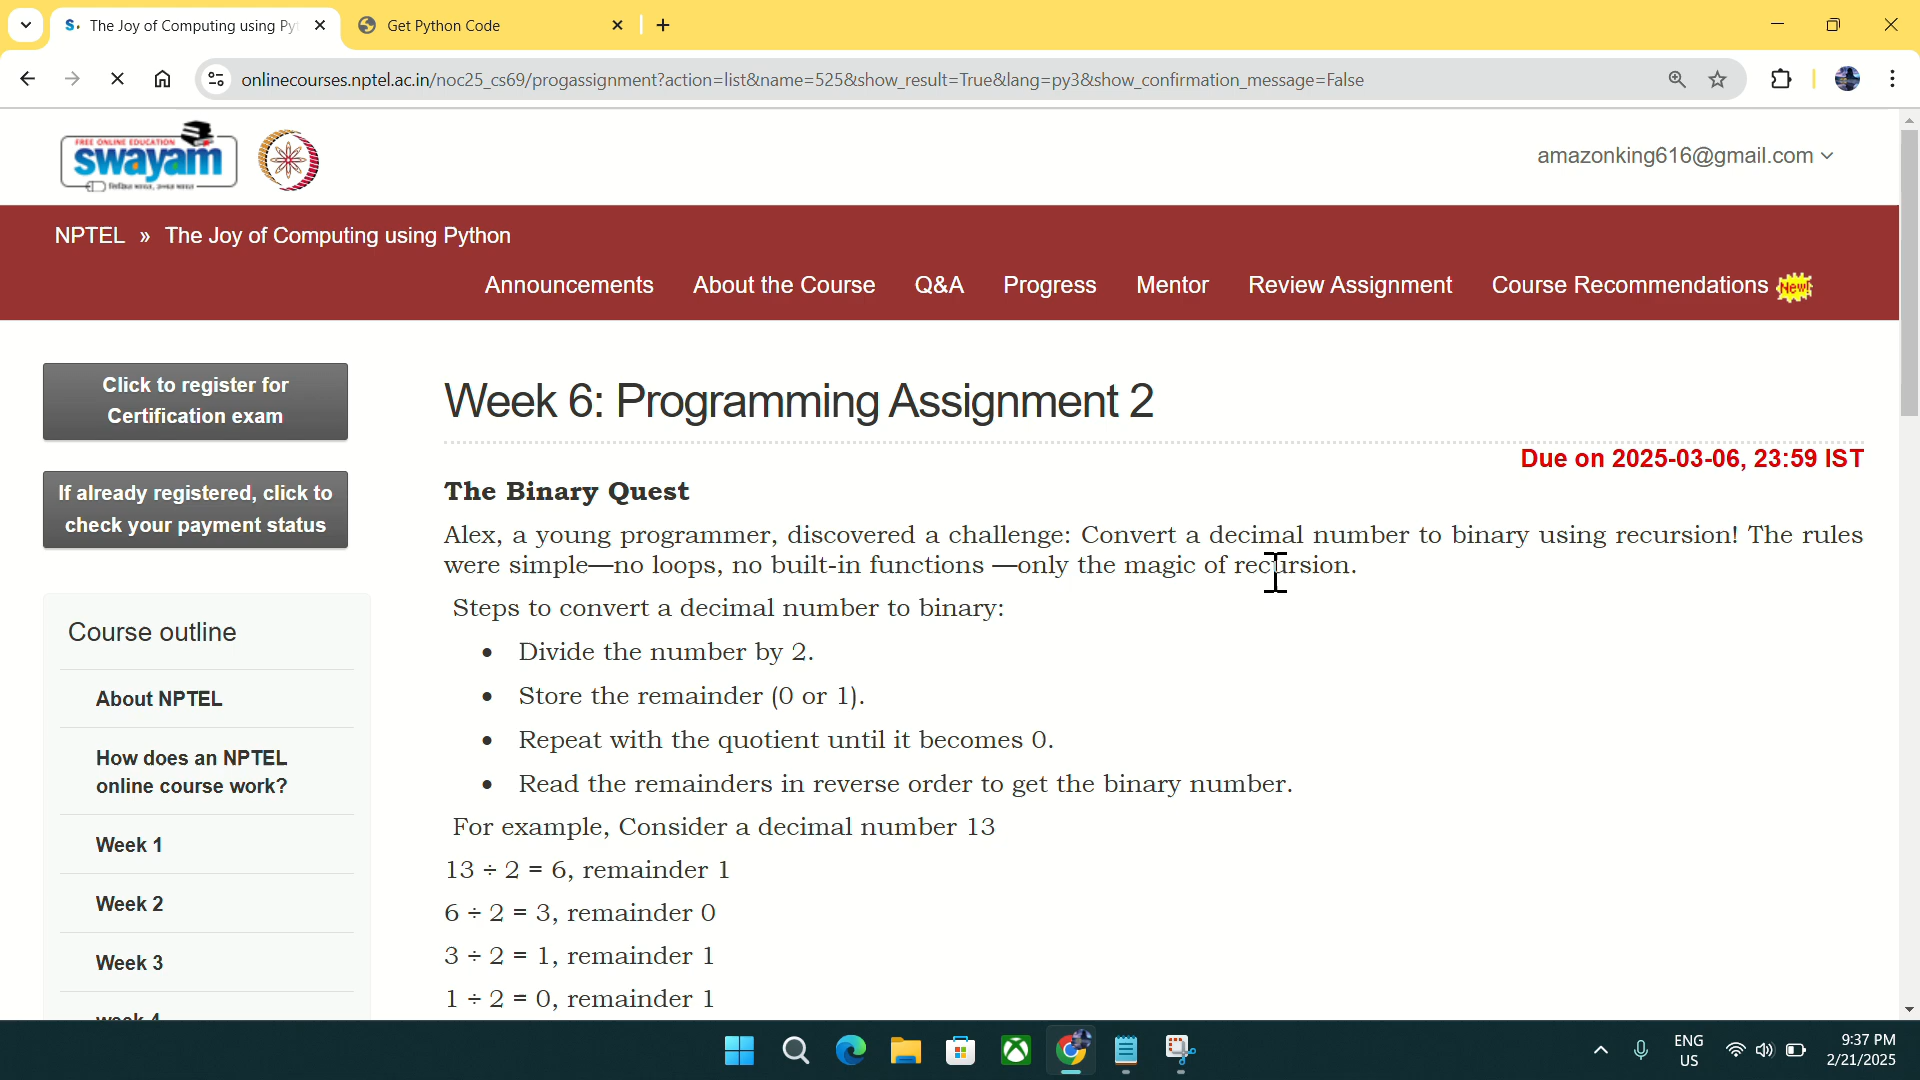 The Joy of Computing using Py
Get Python Code
onlinecourses.nptel.ac.in/noc25_cs69/progassignment?action=list&name=525&show_result=True&lang=py3&show_confirmation_message=False
FREE ONLINE EDUCATION
swayam
amazonking616@gmail.com
NPTEL » The Joy of Computing using Python
Announcements About the Course Q&A Progress Mentor Review Assignment Course Recommendations New!
Click to register for
Certification exam
If already registered, click to
check your payment status
Course outline
About NPTEL
How does an NPTEL
online course work?
Week 1
Week 2
Week 3
week 4
Week 6: Programming Assignment 2
Due on 2025-03-06, 23:59 IST
The Binary Quest
Alex, a young programmer, discovered a challenge: Convert a decimal number to binary using recursion! The rules
were simple—no loops, no built-in functions —only the magic of recursion.
Steps to convert a decimal number to binary:
• Divide the number by 2.
• Store the remainder (0 or 1).
• Repeat with the quotient until it becomes 0.
• Read the remainders in reverse order to get the binary number.
For example, Consider a decimal number 13
13 ÷ 2 = 6, remainder 1
6 ÷ 2 = 3, remainder 0
3 ÷ 2 = 1, remainder 1
1 ÷ 2 = 0, remainder 1
ENG
US
9:37 PM
2/21/2025